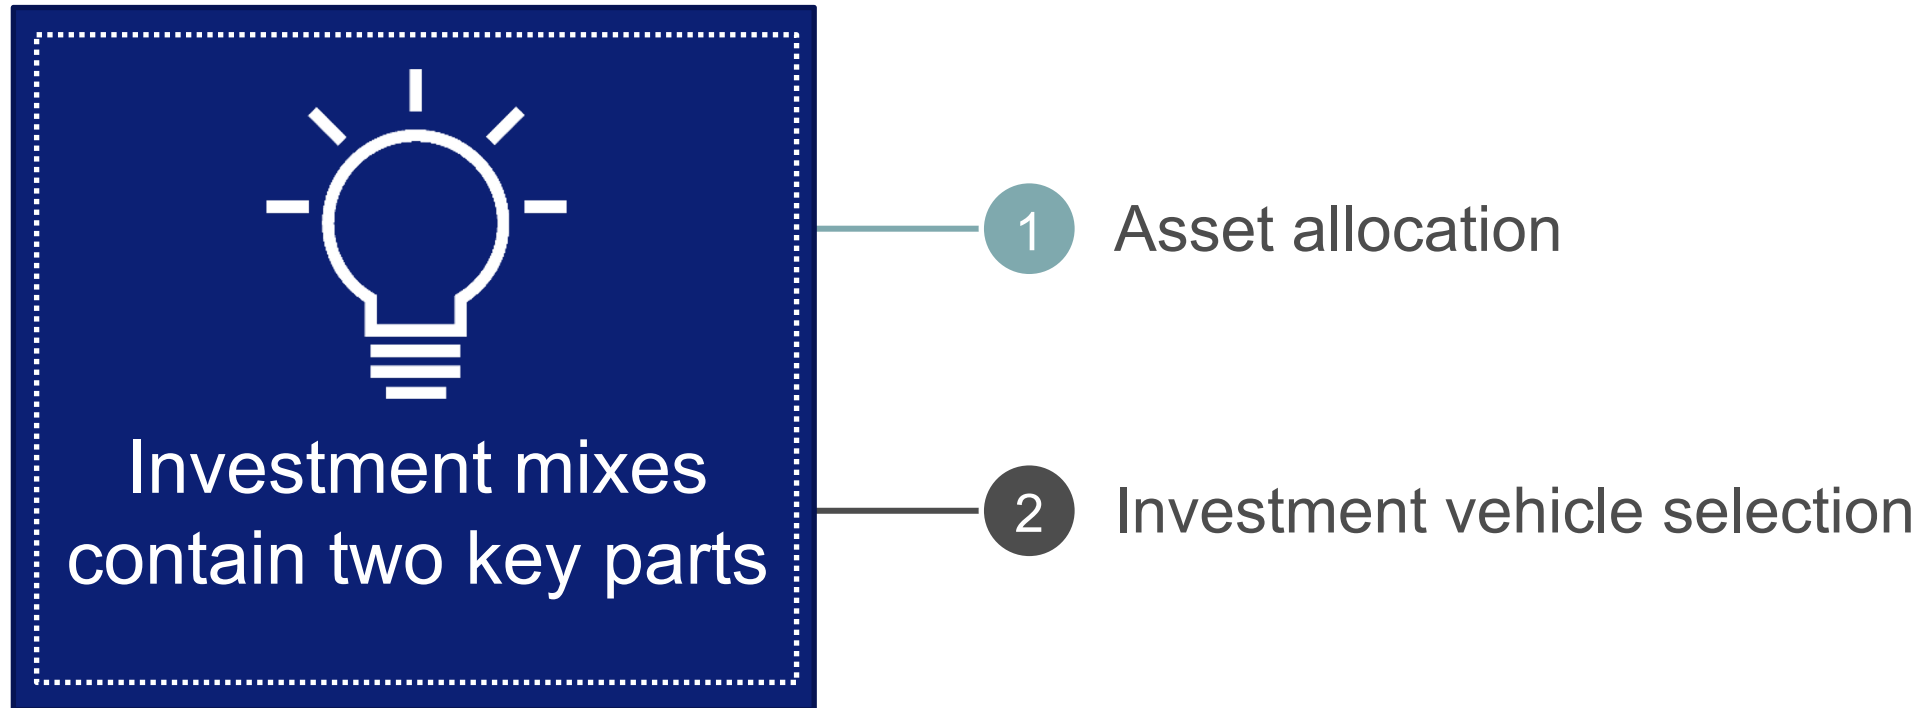 Investment mixes
contain two key parts
1 Asset allocation
2 Investment vehicle selection